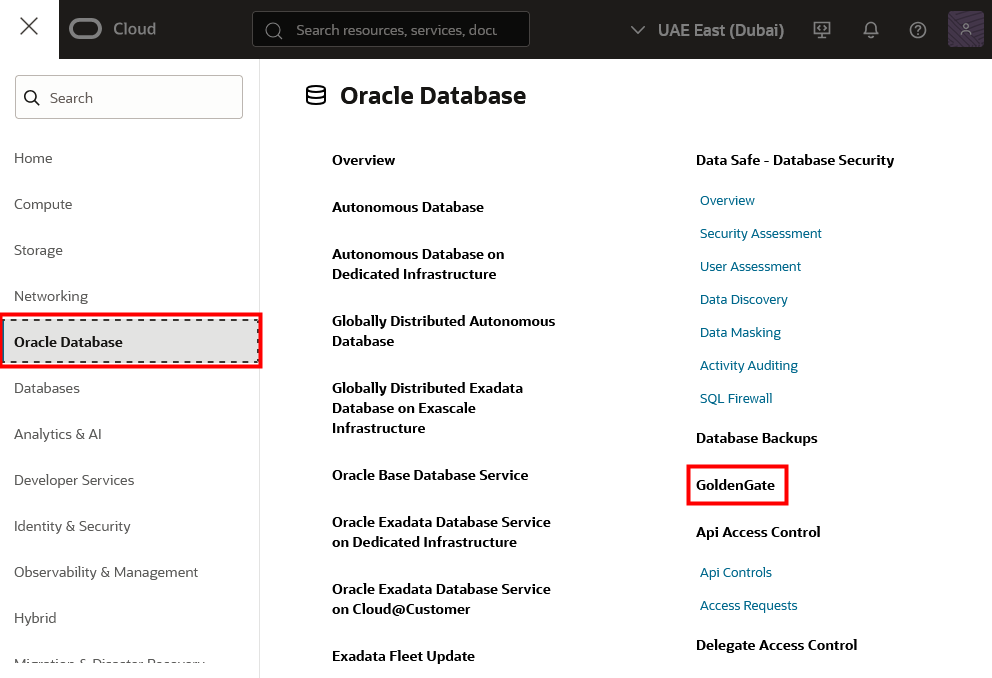 Cloud
Search resources, services, docu
UAE East (Dubai)
Search
Home
Compute
Storage
Networking
Oracle Database
Databases
Analytics & AI
Developer Services
Identity & Security
Observability & Management
Hybrid
Migration & Disaster Recovery
Oracle Database
Overview
Autonomous Database
Autonomous Database on
Dedicated Infrastructure
Globally Distributed Autonomous
Database
Globally Distributed Exadata
Database on Exascale
Infrastructure
Oracle Base Database Service
Oracle Exadata Database Service
on Dedicated Infrastructure
Oracle Exadata Database Service
on Cloud@Customer
Exadata Fleet Update
Data Safe - Database Security
Overview
Security Assessment
User Assessment
Data Discovery
Data Masking
Activity Auditing
SQL Firewall
Database Backups
GoldenGate
Api Access Control
Api Controls
Access Requests
Delegate Access Control